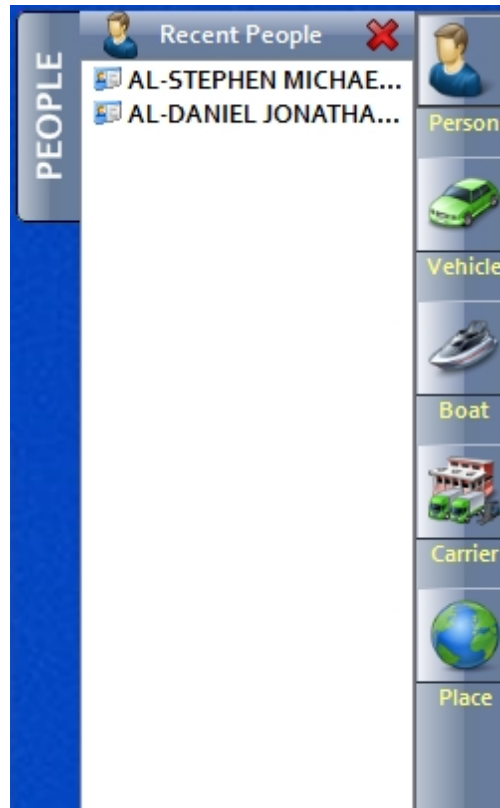 PEOPLE
Recent People
AL-STEPHEN MICHAE...
AL-DANIEL JONATHA...
Person
Vehicle
Boat
Carrier
Place